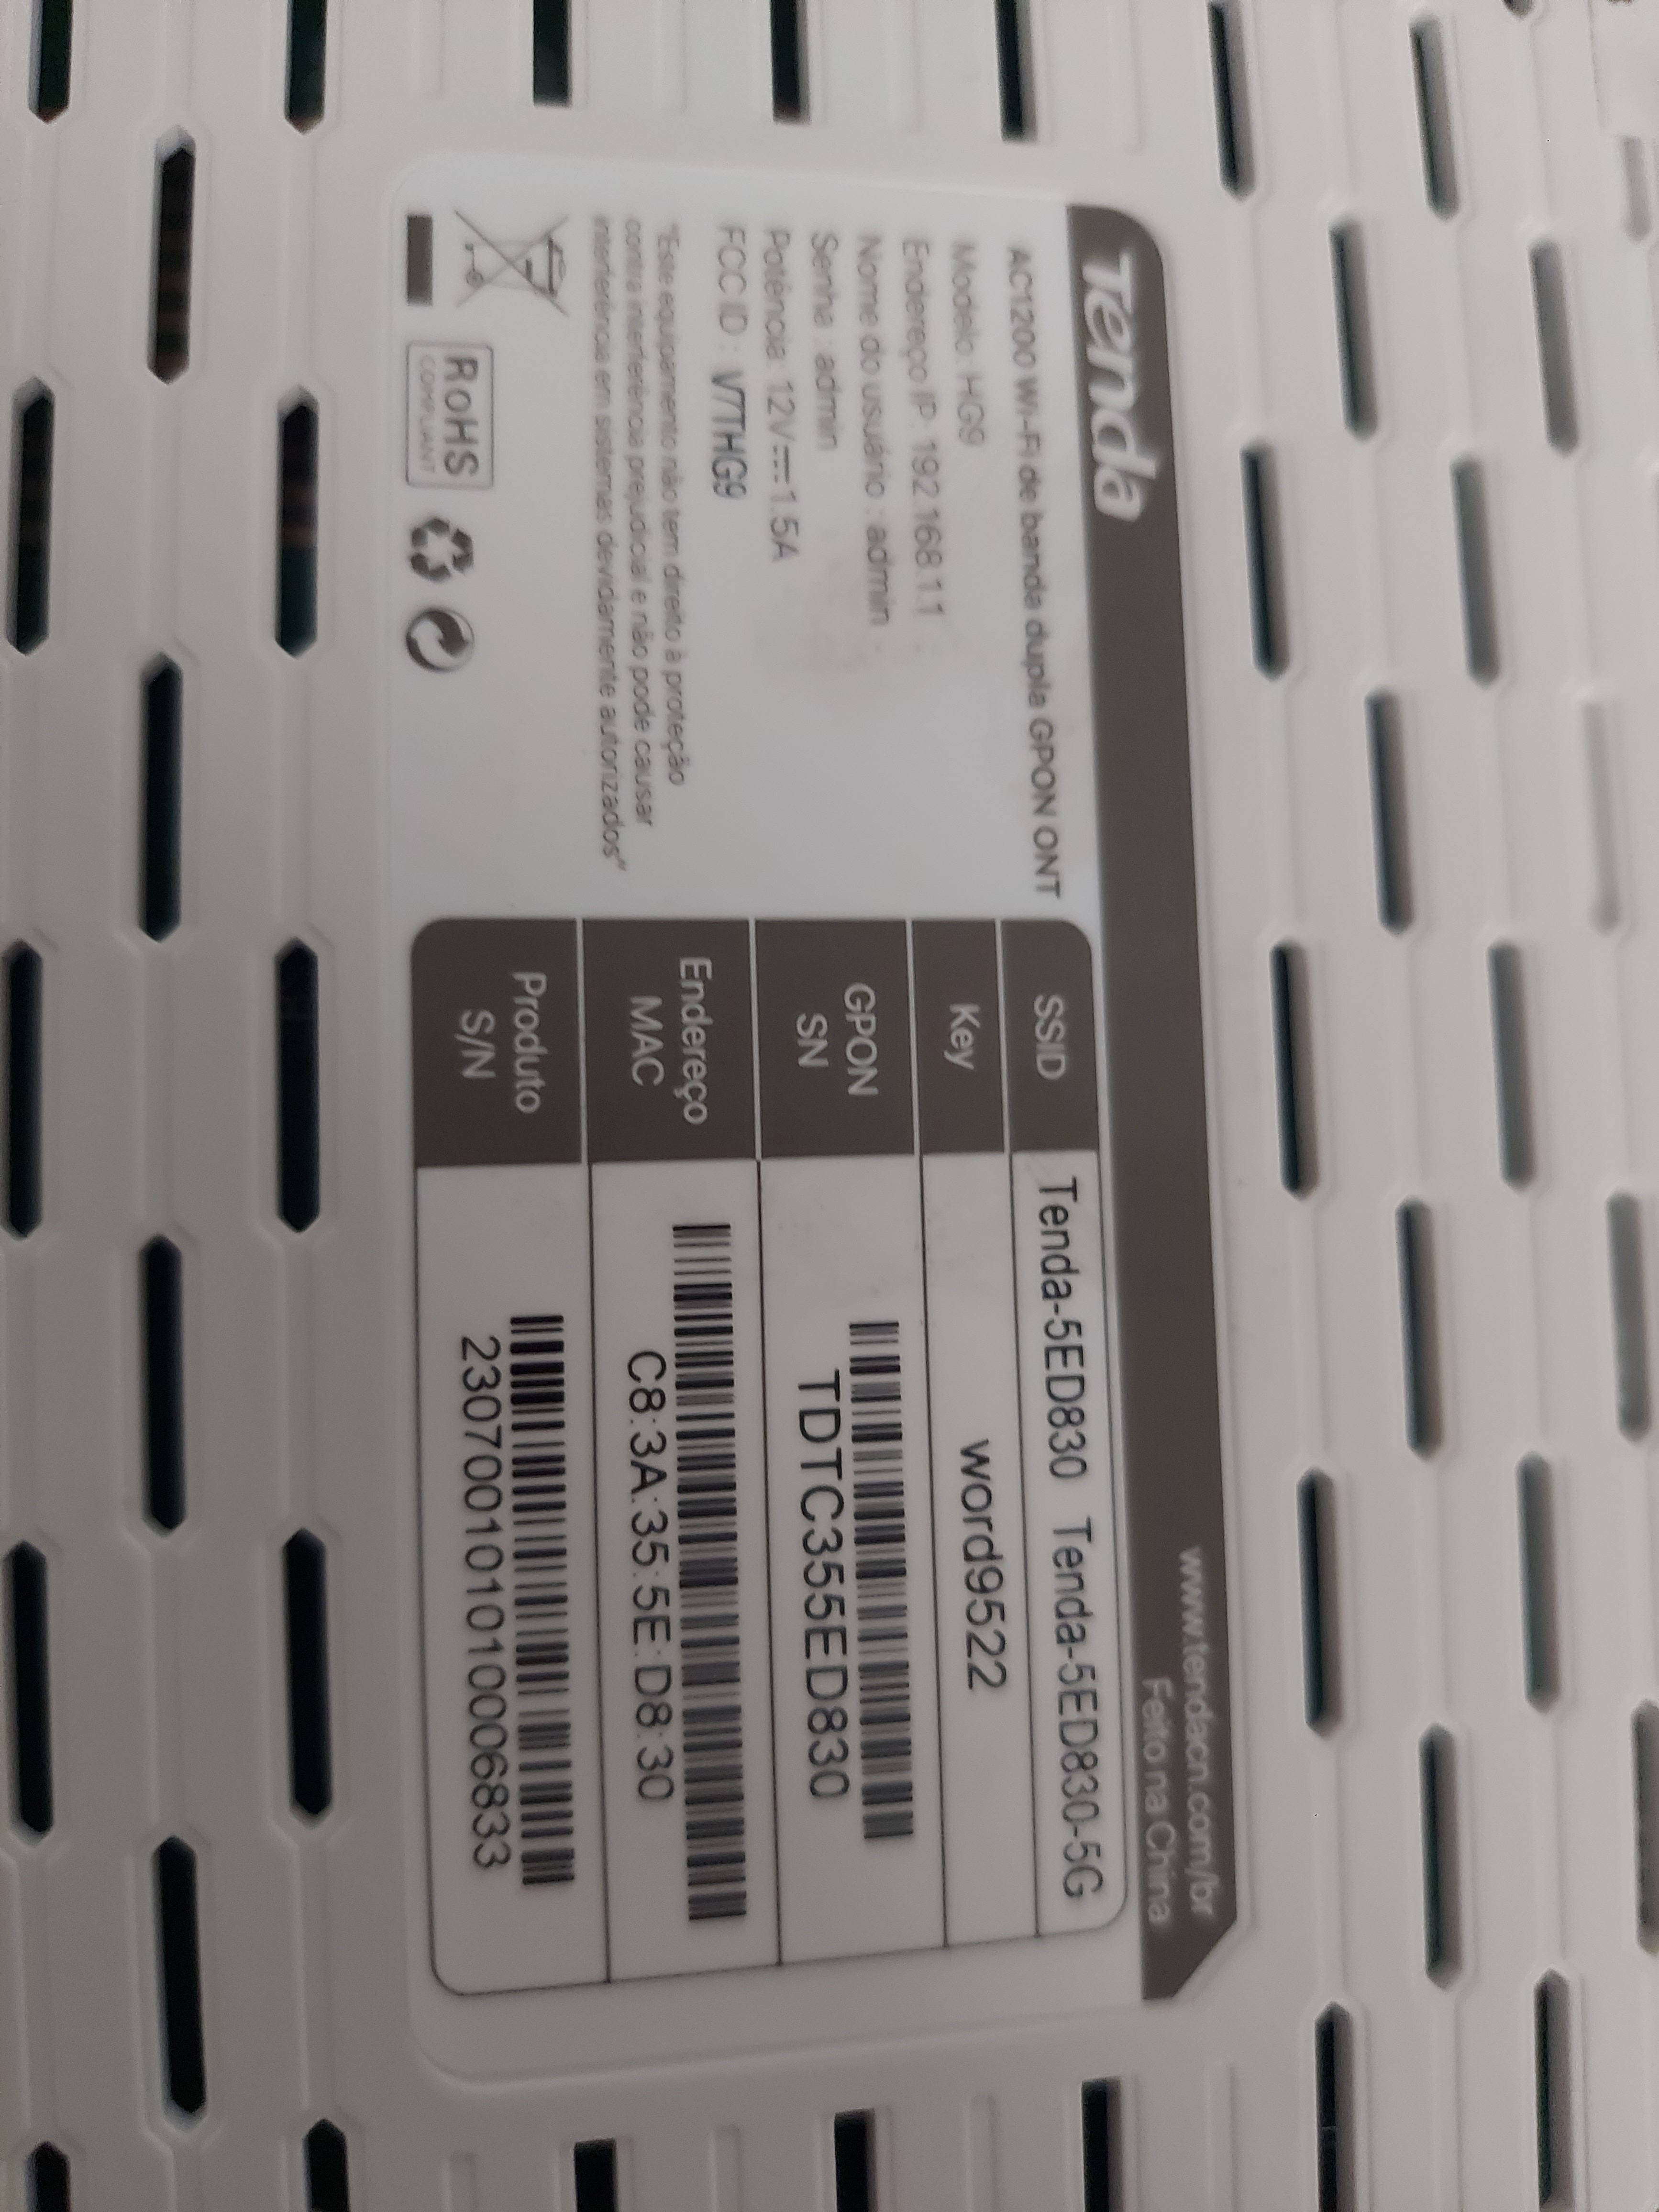 Tenda
www.tendacn.com/br
Feito na China
AC1200 Wi-Fi de banda dupla GPON ONT
Modelo: HG9
Endereço IP: 192.168.1.1
Nome do usuário : admin
Senha : admin
Potência: 12V⎓1.5A
FCC ID : V7THG9
"Este equipamento não tem direito à proteção
contra interferência prejudicial e não pode causar
interferência em sistemas devidamente autorizados"
RoHS
COMPLIANT
SSID Tenda-5ED830 Tenda-5ED830-5G
Key word9522
GPON
SN
TDTC355ED830
Endereço
MAC
C8:3A:35:5E:D8:30
Produto
S/N
23070010101006833